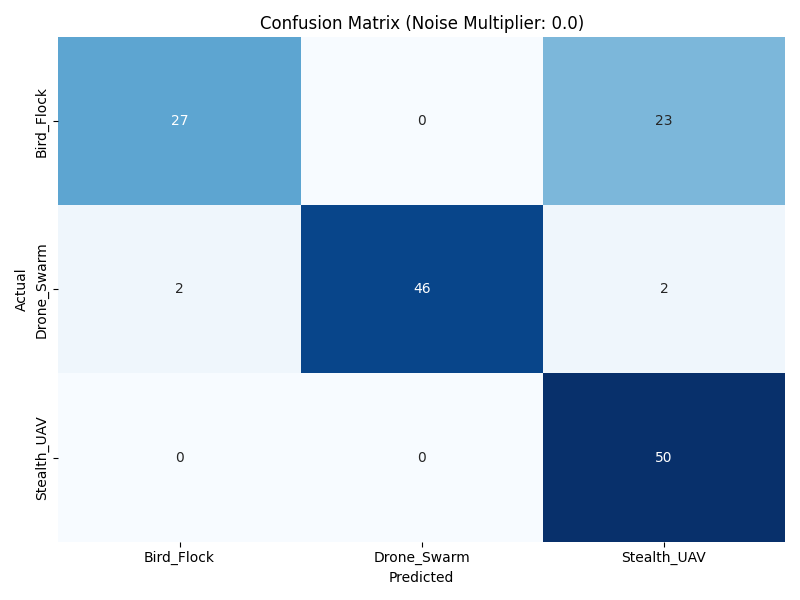 Confusion Matrix (Noise Multiplier: 0.0)
Actual
Bird_Flock
27 0 23
Drone_Swarm
2 46 2
Stealth_UAV
0 0 50
Bird_Flock Drone_Swarm Stealth_UAV
Predicted